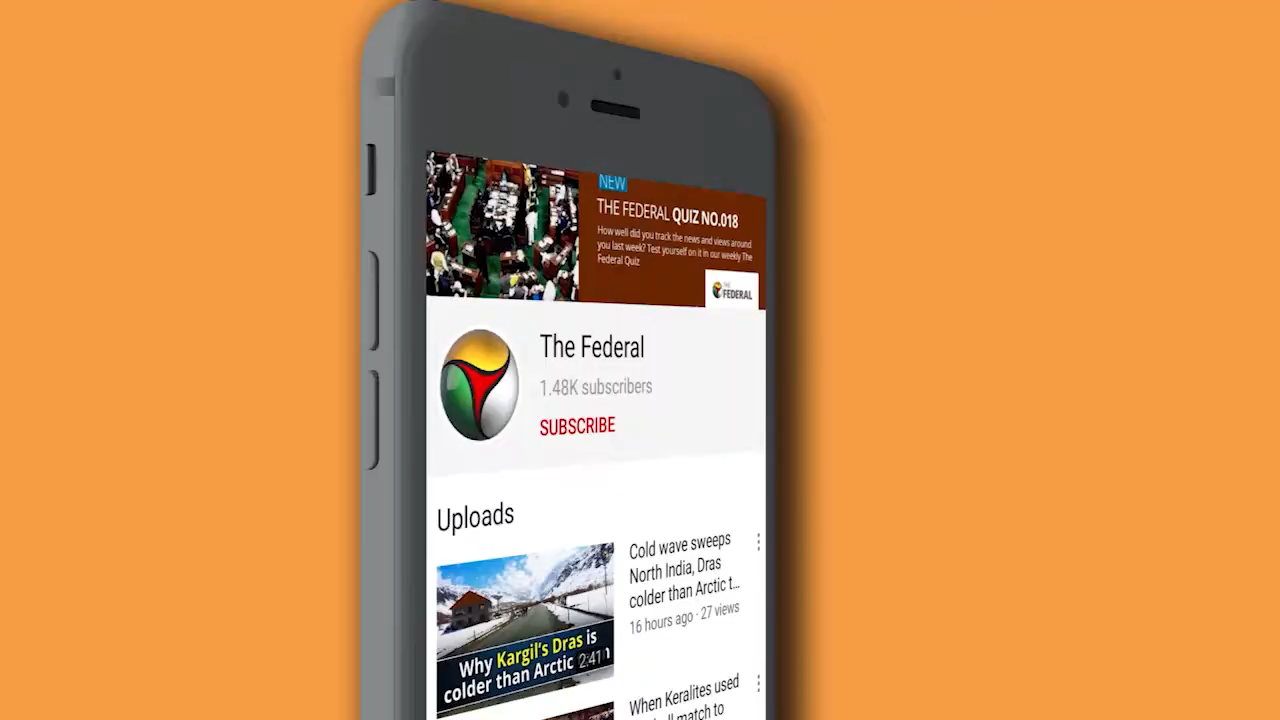 NEW
THE FEDERAL QUIZ NO.018
How well did you track the news and views around
you last week? Test yourself on it in our weekly The
Federal Quiz
THE
FEDERAL
The Federal
1.48K subscribers
SUBSCRIBE
Uploads
Cold wave sweeps
North India, Dras
colder than Arctic t...
16 hours ago · 27 views
Why Kargil's Dras is
colder than Arctic
2:41
When Keralites used
match to